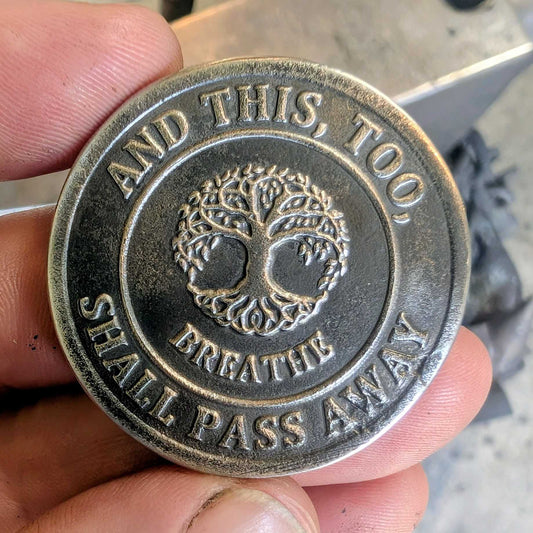 AND THIS, TOO,
SHALL PASS AWAY
BREATHE